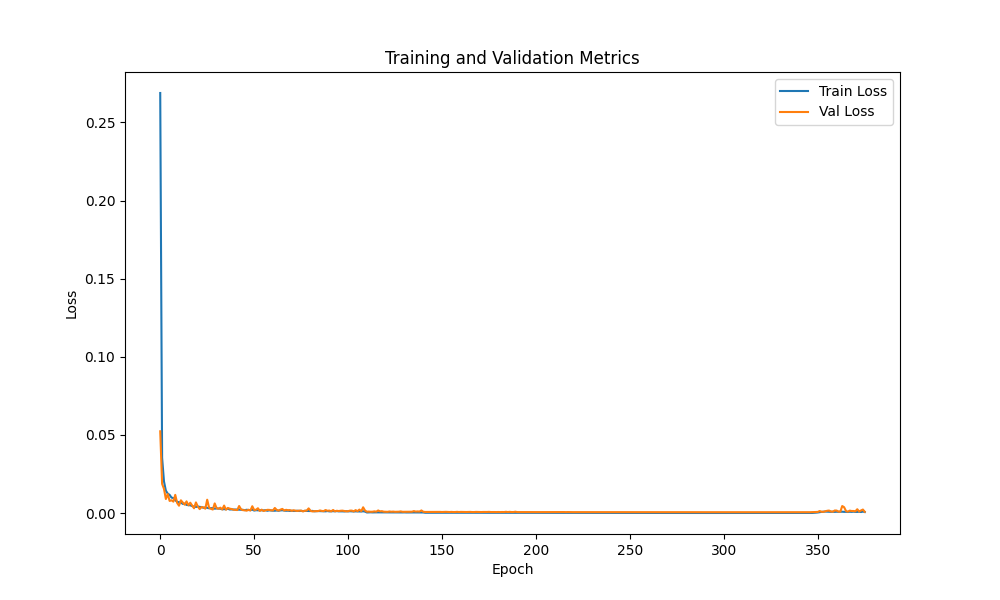 Training and Validation Metrics
Train Loss
Val Loss
0.25
0.20
0.15
0.10
0.05
0.00
Loss
0 50 100 150 200 250 300 350
Epoch